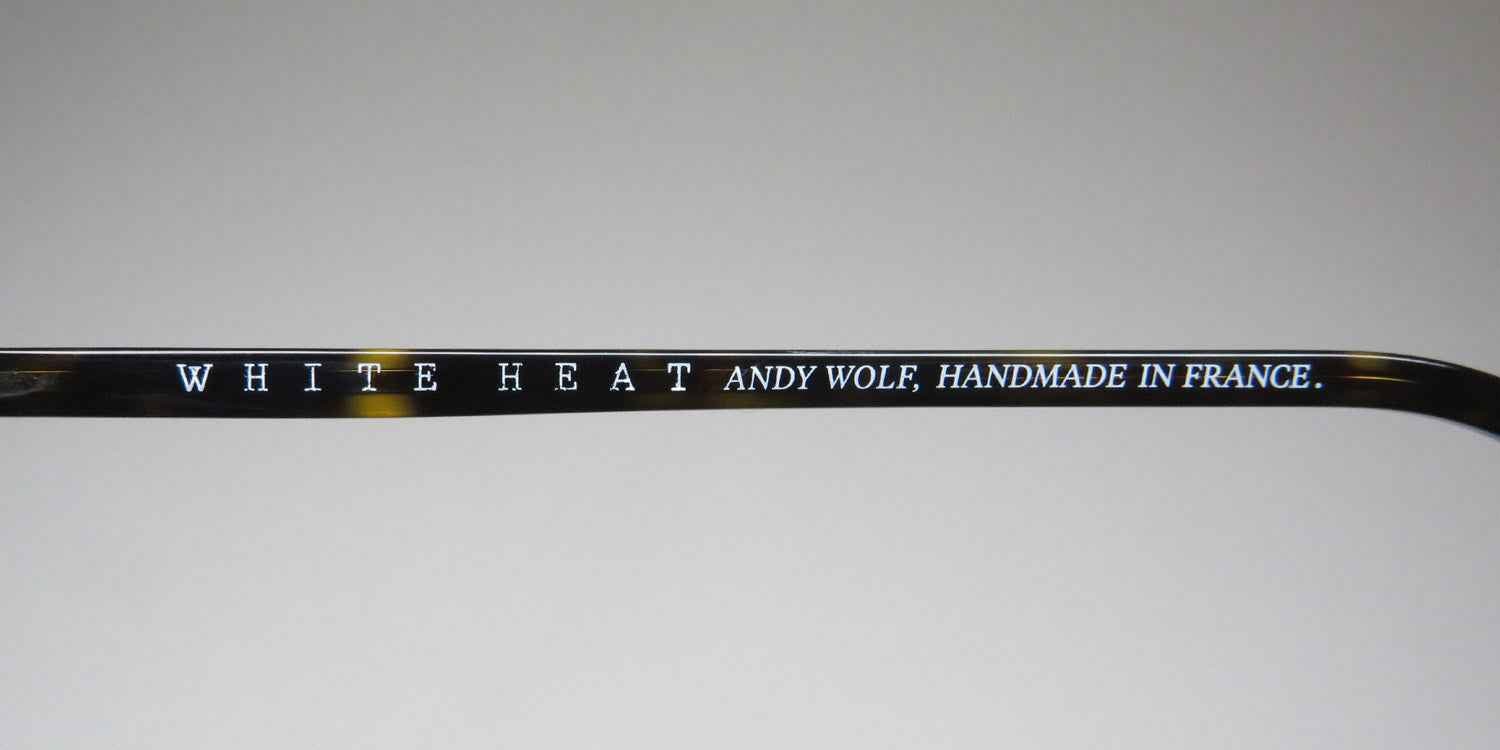 WHITE HEAT ANDY WOLF, HANDMADE IN FRANCE.